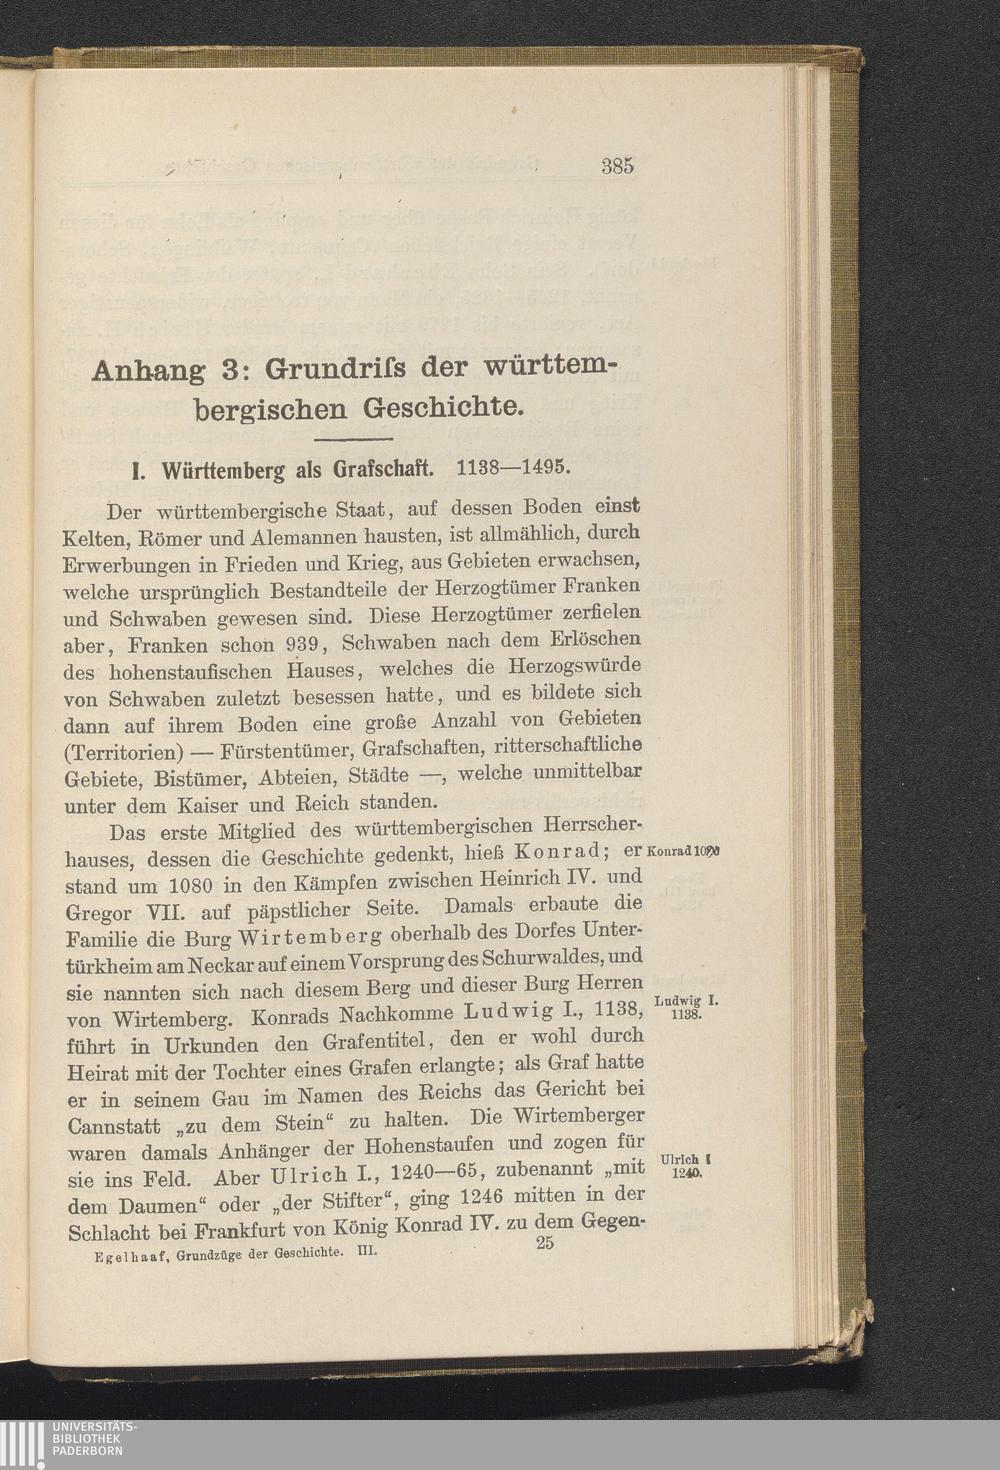 385
Anhang 3: Grundriſs der württem-
bergischen Geschichte.
I. Württemberg als Grafschaft. 1138—1495.
Der württembergische Staat, auf dessen Boden einst
Kelten, Römer und Alemannen hausten, ist allmählich, durch
Erwerbungen in Frieden und Krieg, aus Gebieten erwachsen,
welche ursprünglich Bestandteile der Herzogtümer Franken
und Schwaben gewesen sind. Diese Herzogtümer zerfielen
aber, Franken schon 939, Schwaben nach dem Erlöschen
des hohenstaufischen Hauses, welches die Herzogswürde
von Schwaben zuletzt besessen hatte, und es bildete sich
dann auf ihrem Boden eine große Anzahl von Gebieten
(Territorien) — Fürstentümer, Grafschaften, ritterschaftliche
Gebiete, Bistümer, Abteien, Städte —, welche unmittelbar
unter dem Kaiser und Reich standen.
Das erste Mitglied des württembergischen Herrscher-
hauses, dessen die Geschichte gedenkt, hieß Konrad; er
Konrad
stand um 1080 in den Kämpfen zwischen Heinrich IV. und
Gregor VII. auf päpstlicher Seite. Damals erbaute die
Familie die Burg Wirtemberg oberhalb des Dorfes Unter-
türkheim am Neckar auf einem Vorsprung des Schurwaldes, und
sie nannten sich nach diesem Berg und dieser Burg Herren
von Wirtemberg. Konrads Nachkomme Ludwig I., 1138,
Ludwig I.
1138.
führt in Urkunden den Grafentitel, den er wohl durch
Heirat mit der Tochter eines Grafen erlangte; als Graf hatte
er in seinem Gau im Namen des Reichs das Gericht bei
Cannstatt „zu dem Stein“ zu halten. Die Wirtemberger
waren damals Anhänger der Hohenstaufen und zogen für
sie ins Feld. Aber Ulrich I., 1240—65, zubenannt „mit
Ulrich I
1240.
dem Daumen“ oder „der Stifter“, ging 1246 mitten in der
Schlacht bei Frankfurt von König Konrad IV. zu dem Gegen-
Egelhaaf, Grundzüge der Geschichte. III.
25
UNIVERSITÄTS-
BIBLIOTHEK
PADERBORN